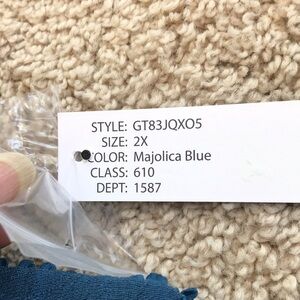 STYLE: GT83JQXO5
SIZE: 2X
COLOR: Majolica Blue
CLASS: 610
DEPT: 1587